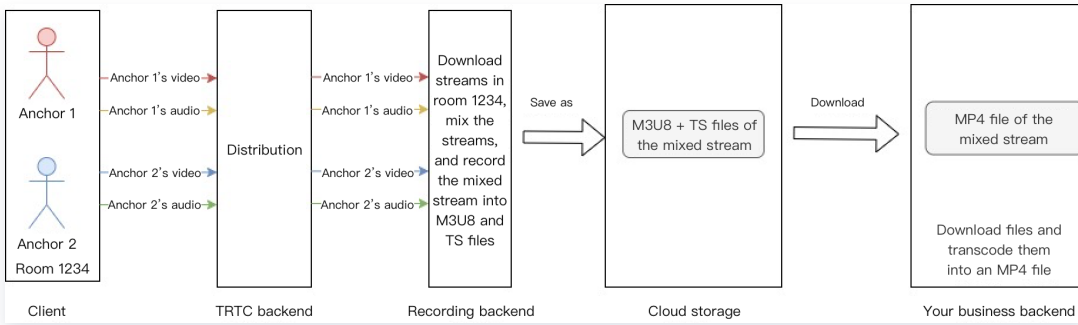 Anchor 1
Anchor 2
Room 1234
Client
Anchor 1's video
Anchor 1's audio
Anchor 2's video
Anchor 2's audio
Distribution
TRTC backend
Anchor 1's video
Anchor 1's audio
Anchor 2's video
Anchor 2's audio
Download
streams in
room 1234,
mix the
streams,
and record
the mixed
stream into
M3U8 and
TS files
Recording backend
Save as
M3U8 + TS files of
the mixed stream
Cloud storage
Download
MP4 file of the
mixed stream
Download files and
transcode them
into an MP4 file
Your business backend